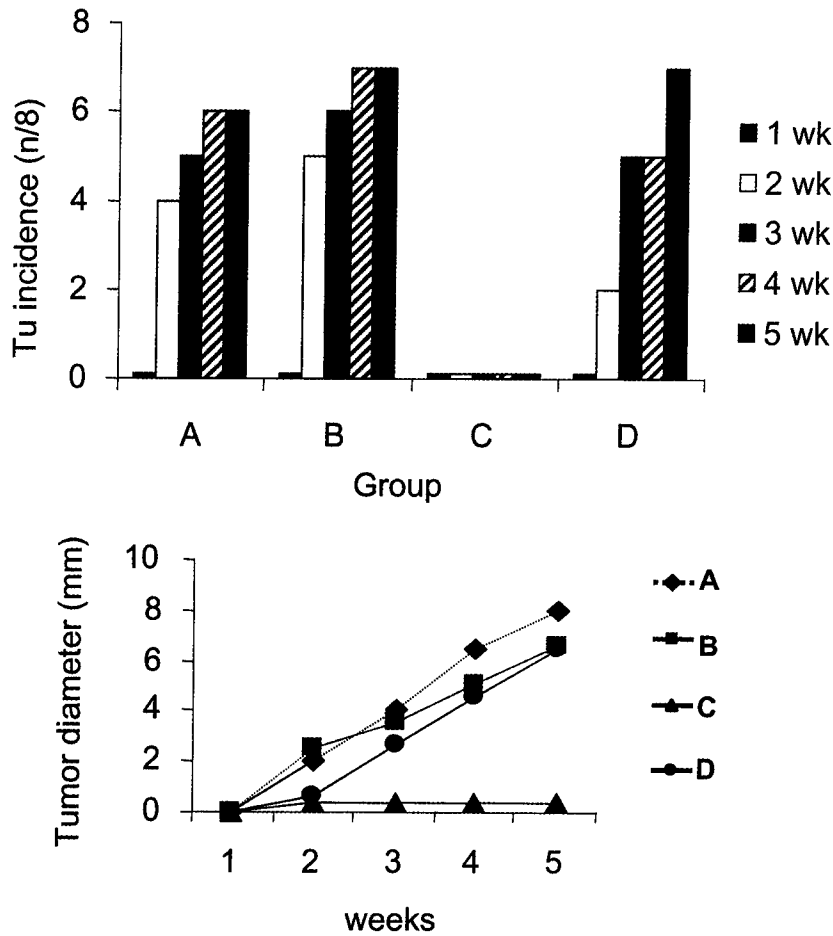 Tu incidence (n/8)
8
6
4
2
0
A B C D
Group
1 wk
2 wk
3 wk
4 wk
5 wk
Tumor diameter (mm)
10
8
6
4
2
0
1 2 3 4 5
weeks
A
B
C
D